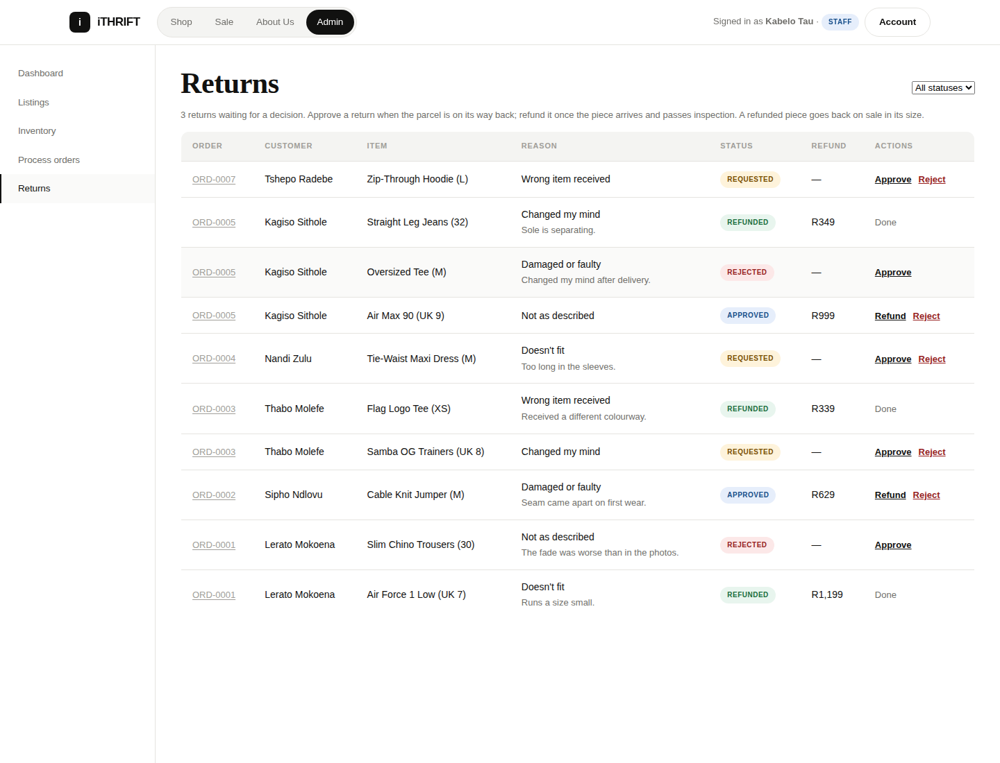 i iTHRIFT Shop Sale About Us Admin Signed in as Kabelo Tau · STAFF Account
Dashboard
Listings
Inventory
Process orders
Returns
Returns
All statuses
3 returns waiting for a decision. Approve a return when the parcel is on its way back; refund it once the piece arrives and passes inspection. A refunded piece goes back on sale in its size.
ORDER CUSTOMER ITEM REASON STATUS REFUND ACTIONS
ORD-0007 Tshepo Radebe Zip-Through Hoodie (L) Wrong item received REQUESTED — Approve Reject
ORD-0005 Kagiso Sithole Straight Leg Jeans (32) Changed my mind REFUNDED R349 Done
Sole is separating.
ORD-0005 Kagiso Sithole Oversized Tee (M) Damaged or faulty REJECTED — Approve
Changed my mind after delivery.
ORD-0005 Kagiso Sithole Air Max 90 (UK 9) Not as described APPROVED R999 Refund Reject
ORD-0004 Nandi Zulu Tie-Waist Maxi Dress (M) Doesn't fit REQUESTED — Approve Reject
Too long in the sleeves.
ORD-0003 Thabo Molefe Flag Logo Tee (XS) Wrong item received REFUNDED R339 Done
Received a different colourway.
ORD-0003 Thabo Molefe Samba OG Trainers (UK 8) Changed my mind REQUESTED — Approve Reject
ORD-0002 Sipho Ndlovu Cable Knit Jumper (M) Damaged or faulty APPROVED R629 Refund Reject
Seam came apart on first wear.
ORD-0001 Lerato Mokoena Slim Chino Trousers (30) Not as described REJECTED — Approve
The fade was worse than in the photos.
ORD-0001 Lerato Mokoena Air Force 1 Low (UK 7) Doesn't fit REFUNDED R1,199 Done
Runs a size small.